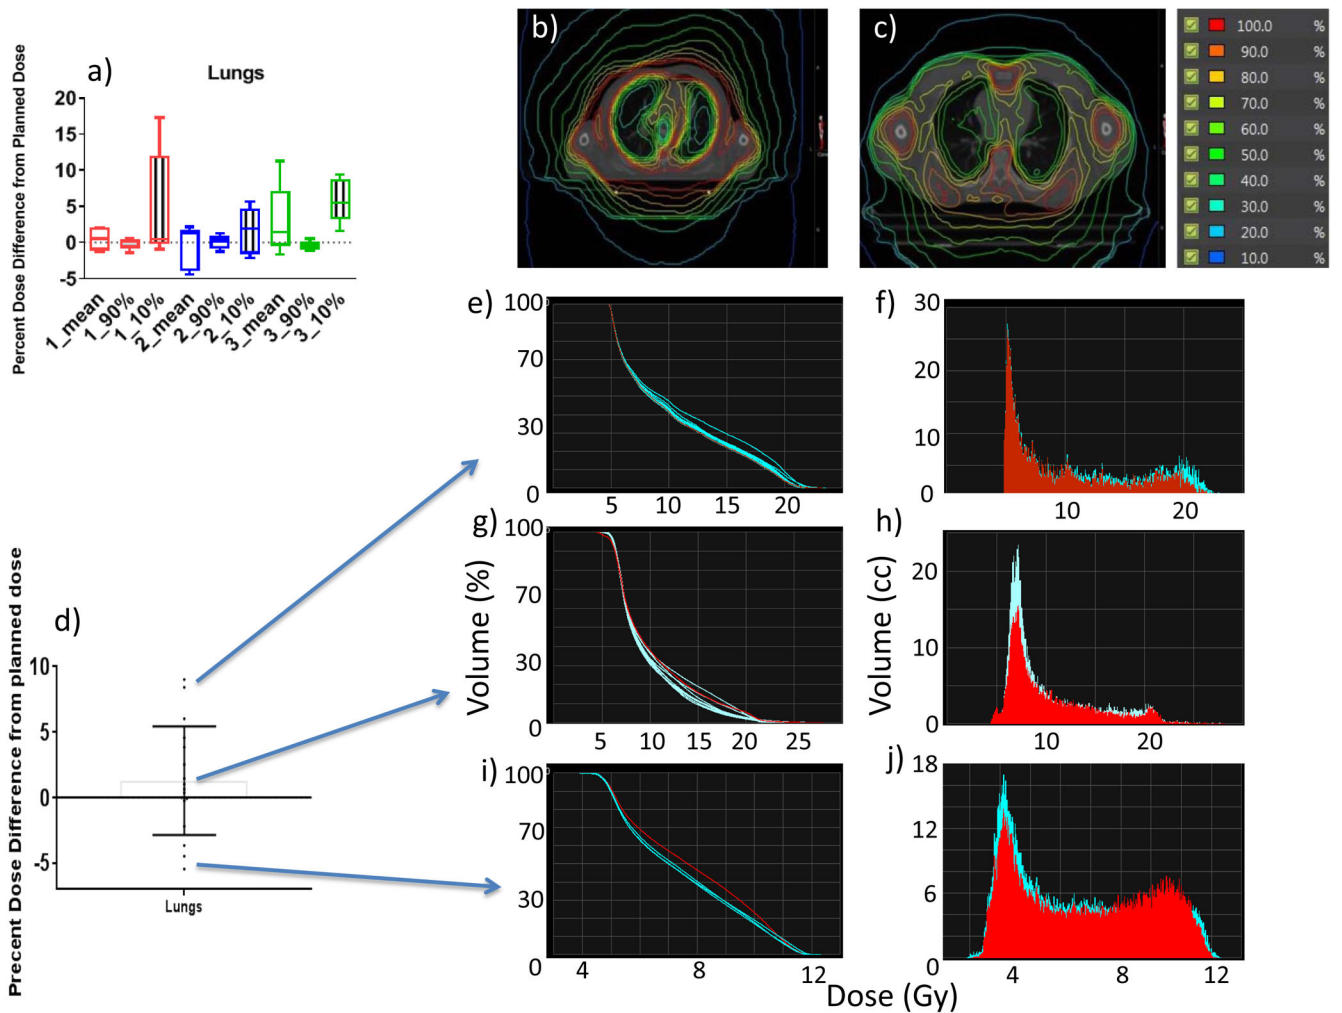 a)
Lungs
Percent Dose Difference from Planned Dose
20
15
10
5
0
-5
1_mean
1_90%
1_10%
2_mean
2_90%
2_10%
3_mean
3_90%
3_10%
b)
c)
100.0 %
90.0 %
80.0 %
70.0 %
60.0 %
50.0 %
40.0 %
30.0 %
20.0 %
10.0 %
d)
Precent Dose Difference from planned dose
10
5
0
-5
Lungs
e)
100
70
30
0
5 10 15 20
f)
30
20
10
0
10 20
g)
100
70
30
0
5 10 15 20 25
Volume (%)
h)
20
10
0
10 20
Volume (cc)
i)
100
70
30
0
4 8 12
j)
18
12
6
0
4 8 12
Dose (Gy)